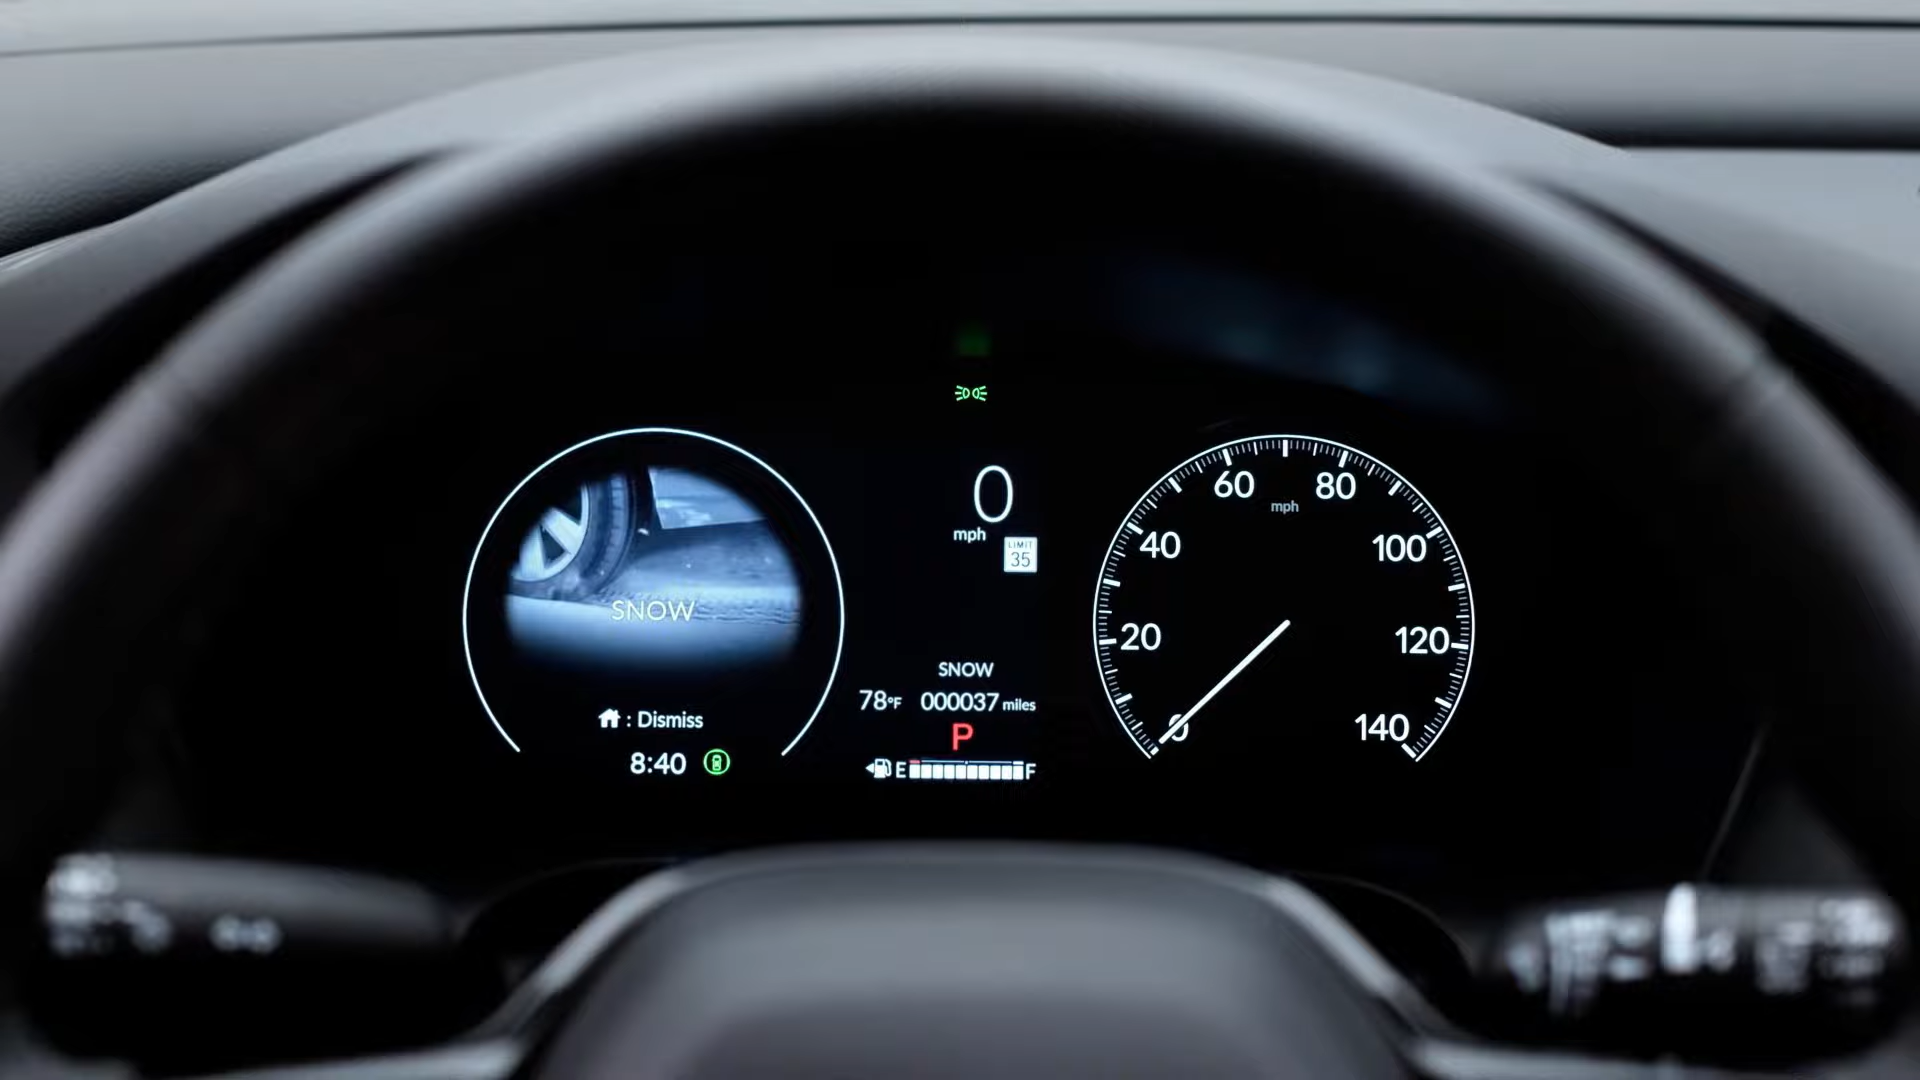 SNOW
: Dismiss
8:40
0
mph
LIMIT
35
SNOW
78°F 000037 miles
P
E F
0
20
40
60
80
100
120
140
mph